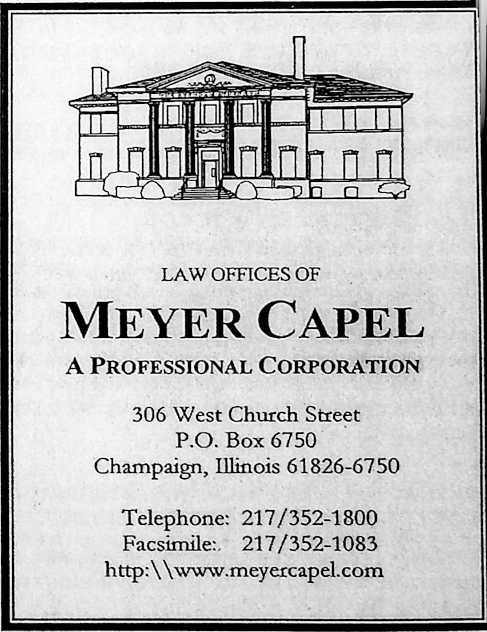 LAW OFFICES OF
MEYER CAPEL
A PROFESSIONAL CORPORATION
306 West Church Street
P.O. Box 6750
Champaign, Illinois 61826-6750
Telephone: 217/352-1800
Facsimile: 217/352-1083
http:\\www.meyercapel.com